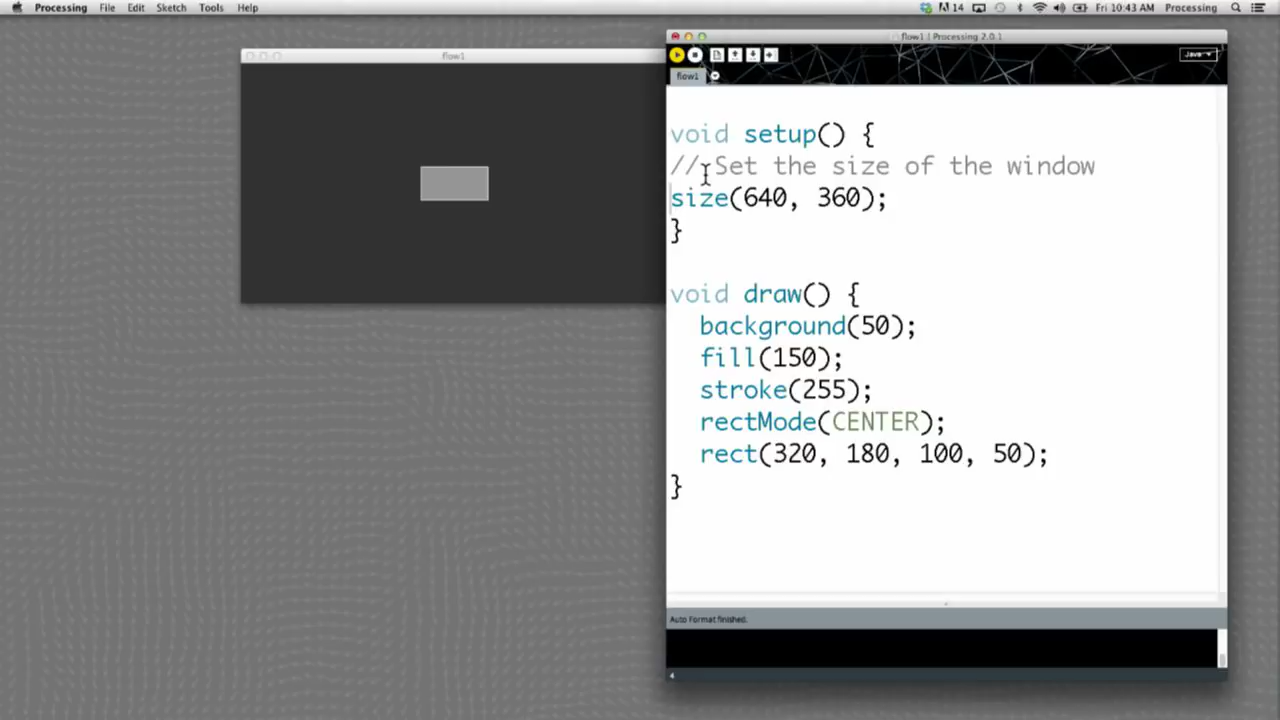 Processing File Edit Sketch Tools Help 14 Fri 10:43 AM Processing
flow1
flow1 | Processing 2.0.1
Java
flow1
void setup() {
// Set the size of the window
size(640, 360);
}
void draw() {
background(50);
fill(150);
stroke(255);
rectMode(CENTER);
rect(320, 180, 100, 50);
}
Auto Format finished.
4